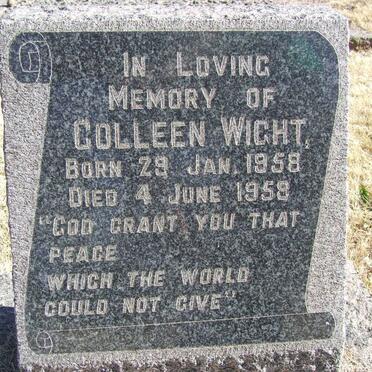 IN LOVING
MEMORY OF
COLLEEN WIGHT,
BORN 29 JAN. 1958
DIED 4 JUNE 1958
"GOD GRANT YOU THAT
PEACE
WHICH THE WORLD
COULD NOT GIVE"